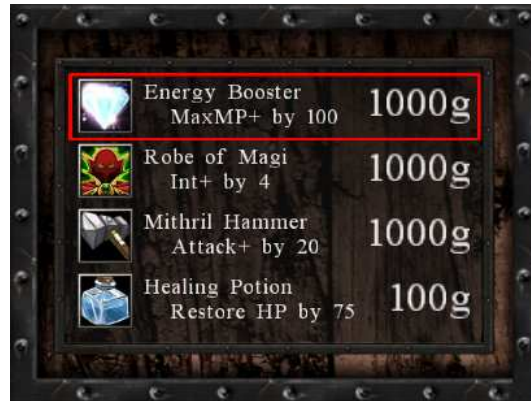 Energy Booster 1000g
MaxMP+ by 100
Robe of Magi 1000g
Int+ by 4
Mithril Hammer 1000g
Attack+ by 20
Healing Potion 100g
Restore HP by 75